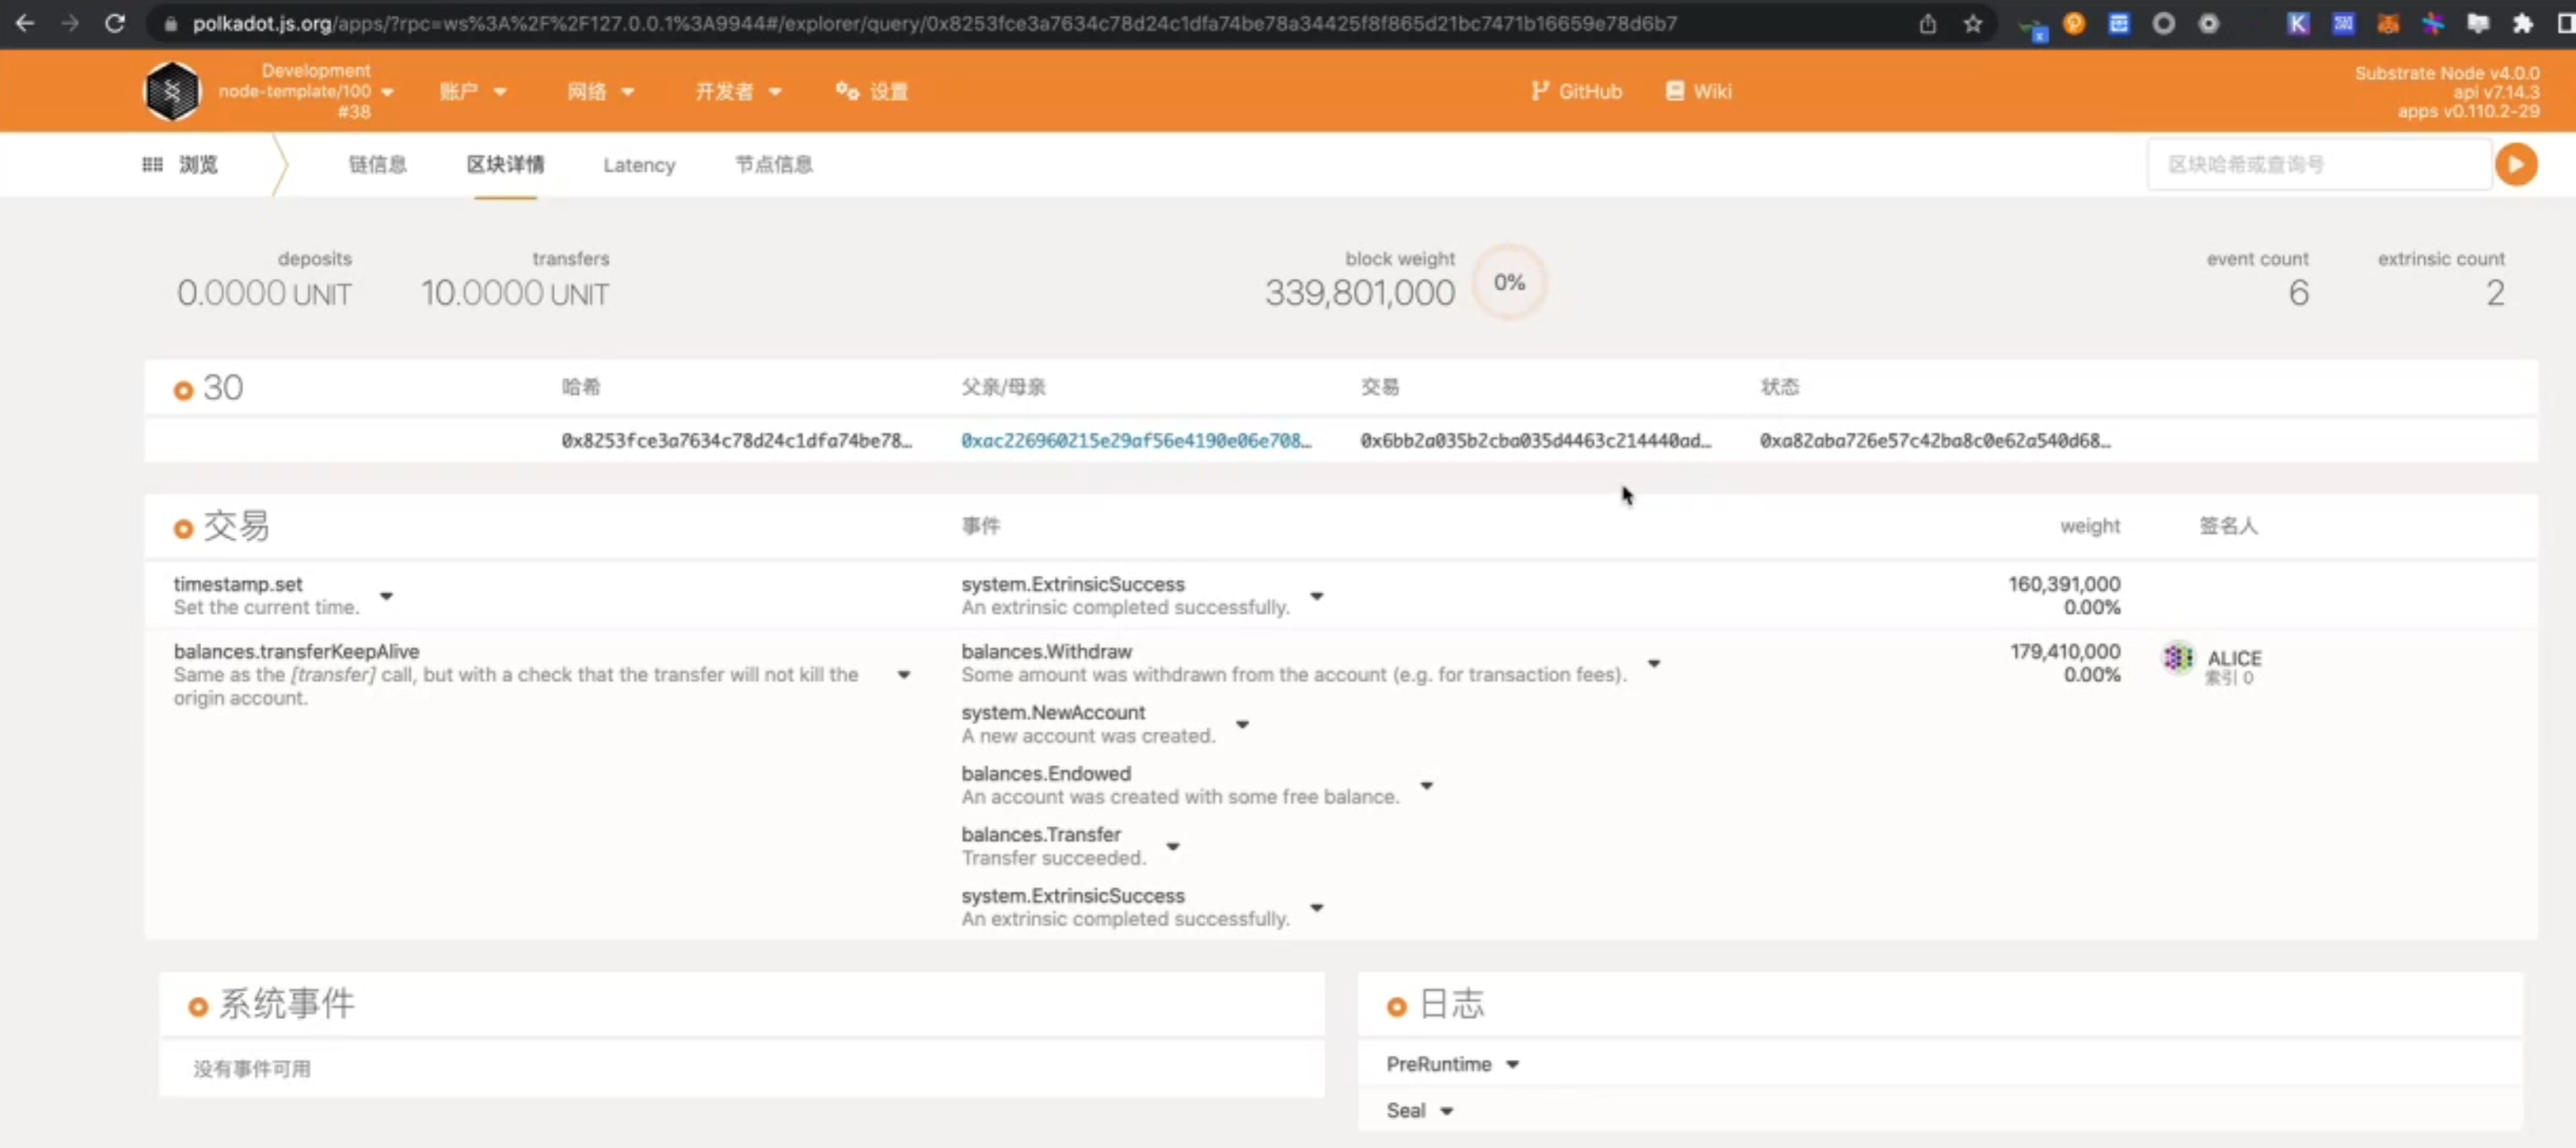 polkadot.js.org/apps/?rpc=ws%3A%2F%2F127.0.0.1%3A9944#/explorer/query/0x8253fce3a7634c78d24c1dfa74be78a34425f8f865d21bc7471b16659e78d6b7
Development
node-template/100
#38
账户
网络
开发者
设置
GitHub
Wiki
Substrate Node v4.0.0
api v7.14.3
apps v0.110.2-29
浏览
链信息
区块详情
Latency
节点信息
区块哈希或查询号
deposits
0.0000 UNIT
transfers
10.0000 UNIT
block weight
339,801,000
0%
event count
6
extrinsic count
2
30
哈希
父亲/母亲
交易
状态
0x8253fce3a7634c78d24c1dfa74be78…
0xac226960215e29af56e4190e06e708…
0x6bb2a035b2cba035d4463c214440ad…
0xa82aba726e57c42ba8c0e62a540d68…
交易
事件
weight
签名人
timestamp.set
Set the current time.
system.ExtrinsicSuccess
An extrinsic completed successfully.
160,391,000
0.00%
balances.transferKeepAlive
Same as the [transfer] call, but with a check that the transfer will not kill the
origin account.
balances.Withdraw
Some amount was withdrawn from the account (e.g. for transaction fees).
179,410,000
0.00%
ALICE
索引 0
system.NewAccount
A new account was created.
balances.Endowed
An account was created with some free balance.
balances.Transfer
Transfer succeeded.
system.ExtrinsicSuccess
An extrinsic completed successfully.
系统事件
没有事件可用
日志
PreRuntime
Seal